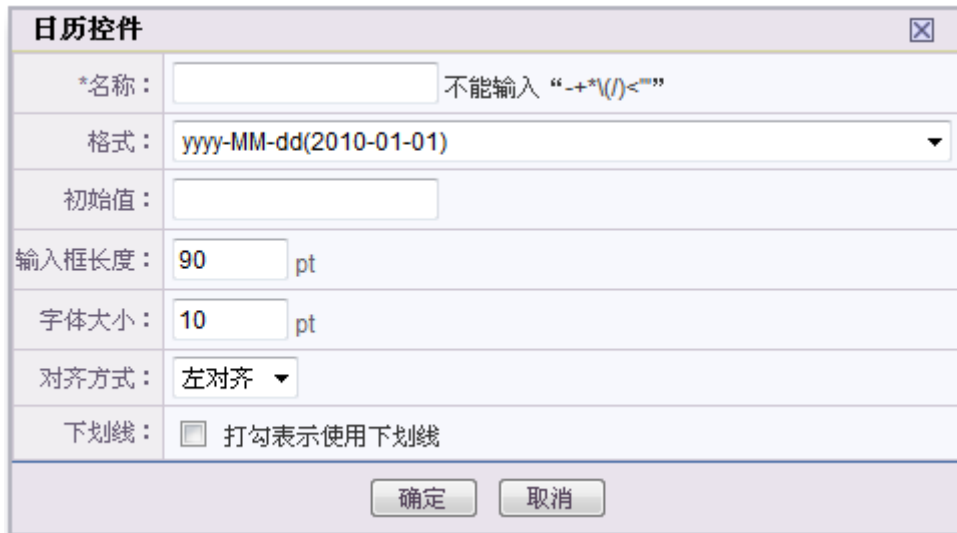 日历控件
*名称： 不能输入 “-+*\(/)<'"”
格式： yyyy-MM-dd(2010-01-01)
初始值：
输入框长度： 90 pt
字体大小： 10 pt
对齐方式： 左对齐
下划线： 打勾表示使用下划线
确定 取消